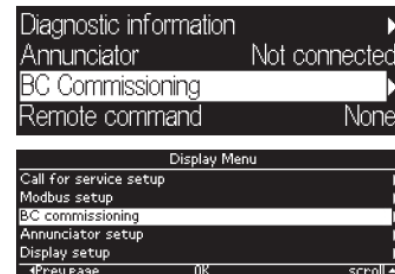 Diagnostic information
Annunciator Not connected
BC Commissioning
Remote command None
Display Menu
Call for service setup
Modbus setup
BC commissioning
Annunciator setup
Display setup
Prev page OK scroll